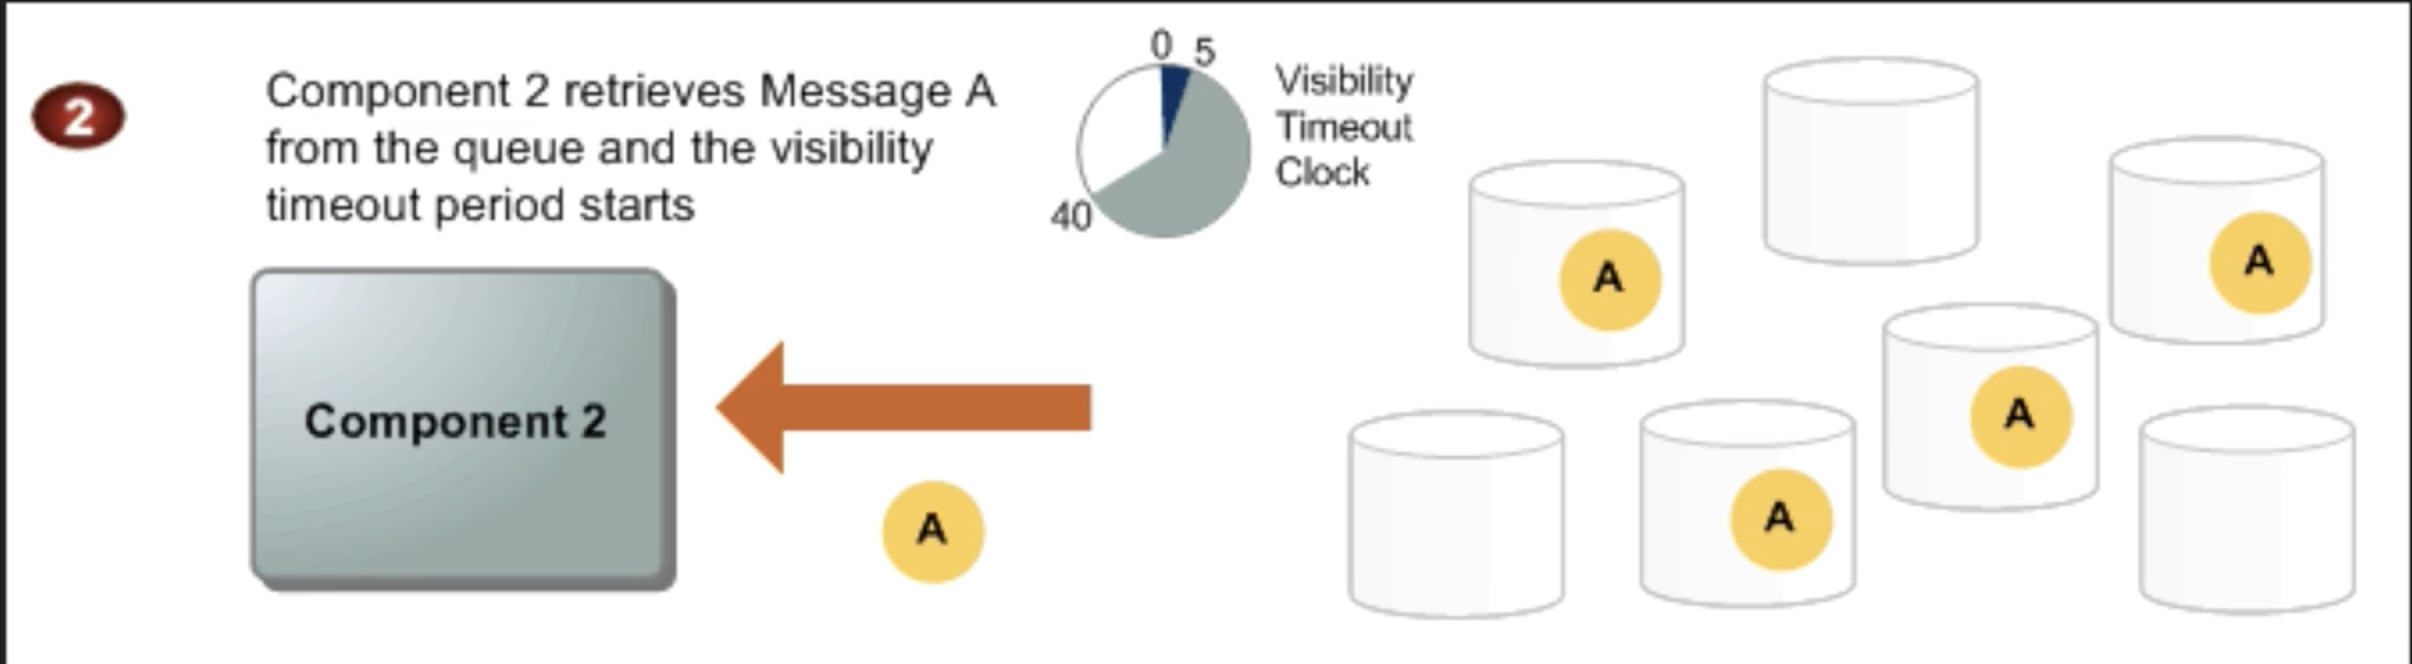 2
Component 2 retrieves Message A
from the queue and the visibility
timeout period starts
0 5
40
Visibility
Timeout
Clock
Component 2
A
A
A
A
A